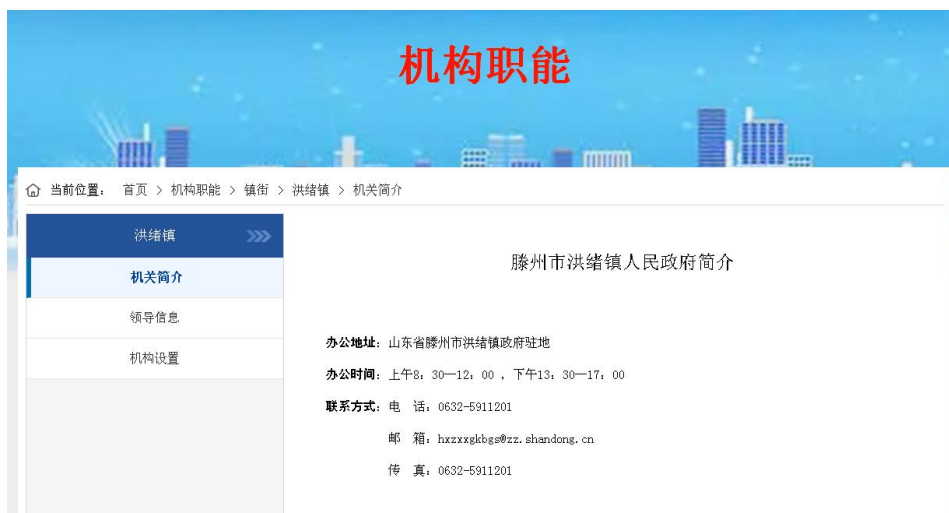 机构职能
当前位置： 首页 > 机构职能 > 镇街 > 洪绪镇 > 机关简介
洪绪镇
机关简介
领导信息
机构设置
滕州市洪绪镇人民政府简介
办公地址：山东省滕州市洪绪镇政府驻地
办公时间：上午8：30—12：00 ，下午13：30—17：00
联系方式：电 话：0632-5911201
邮 箱：hxzxxgkbgs@zz.shandong.cn
传 真：0632-5911201